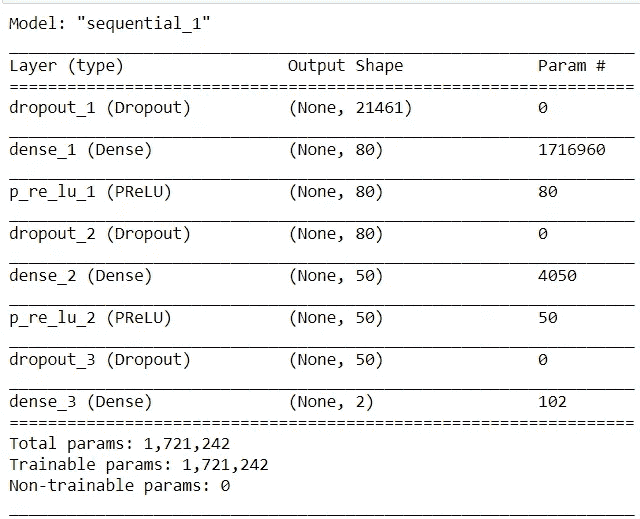 Model: "sequential_1"
Layer (type) Output Shape Param #
dropout_1 (Dropout) (None, 21461) 0
dense_1 (Dense) (None, 80) 1716960
p_re_lu_1 (PReLU) (None, 80) 80
dropout_2 (Dropout) (None, 80) 0
dense_2 (Dense) (None, 50) 4050
p_re_lu_2 (PReLU) (None, 50) 50
dropout_3 (Dropout) (None, 50) 0
dense_3 (Dense) (None, 2) 102
Total params: 1,721,242
Trainable params: 1,721,242
Non-trainable params: 0